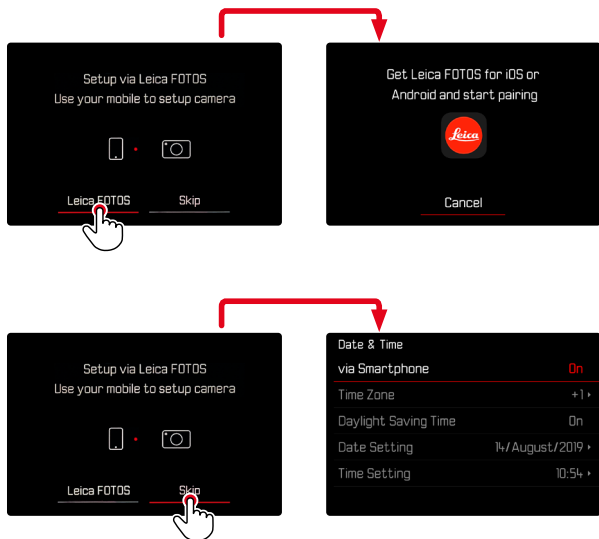 Setup via Leica FOTOS
Use your mobile to setup camera
Leica FOTOS Skip
Get Leica FOTOS for iOS or
Android and start pairing
Leica
Cancel
Setup via Leica FOTOS
Use your mobile to setup camera
Leica FOTOS Skip
Date & Time
via Smartphone On
Time Zone +1
Daylight Saving Time On
Date Setting 14/August/2019
Time Setting 10:54